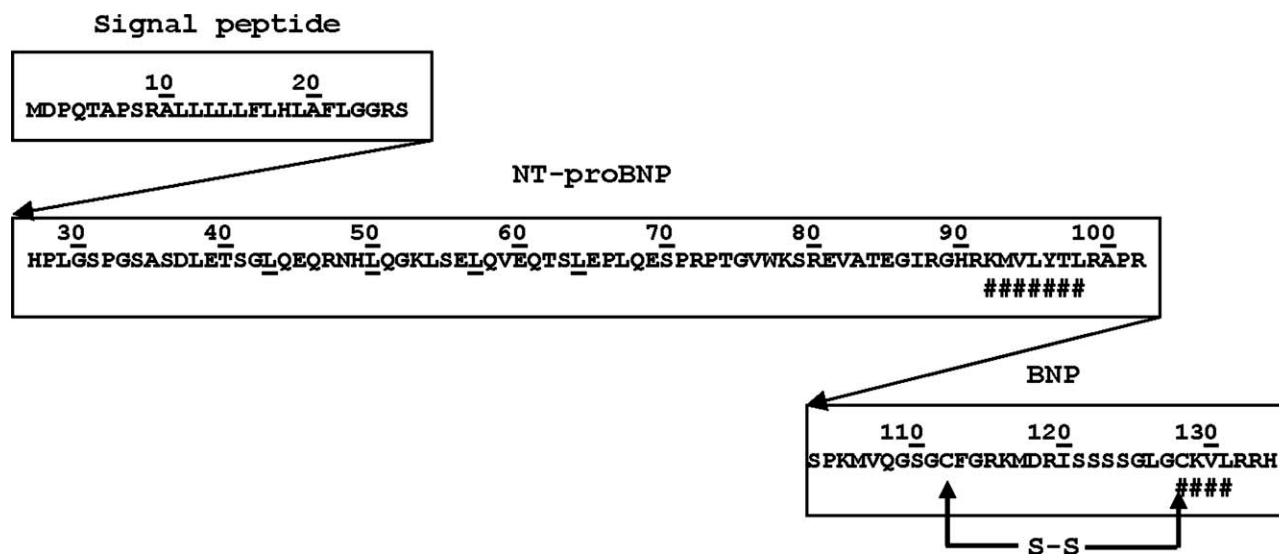 Signal peptide
10 20
MDPQTAPSRALLLLLFLHLAFLGGRS
NT-proBNP
30 40 50 60 70 80 90 100
HPLGSPGSASDLETSGLQEQRNHLQGKLSELQVEQTSLEPLQESPRPTGVWKSREVATEGIRGHRKMVLYTLRAPR
#######
BNP
110 120 130
SPKMVQGSGCFGRKMDRISSSSGLGCKVLRRH
####
S-S